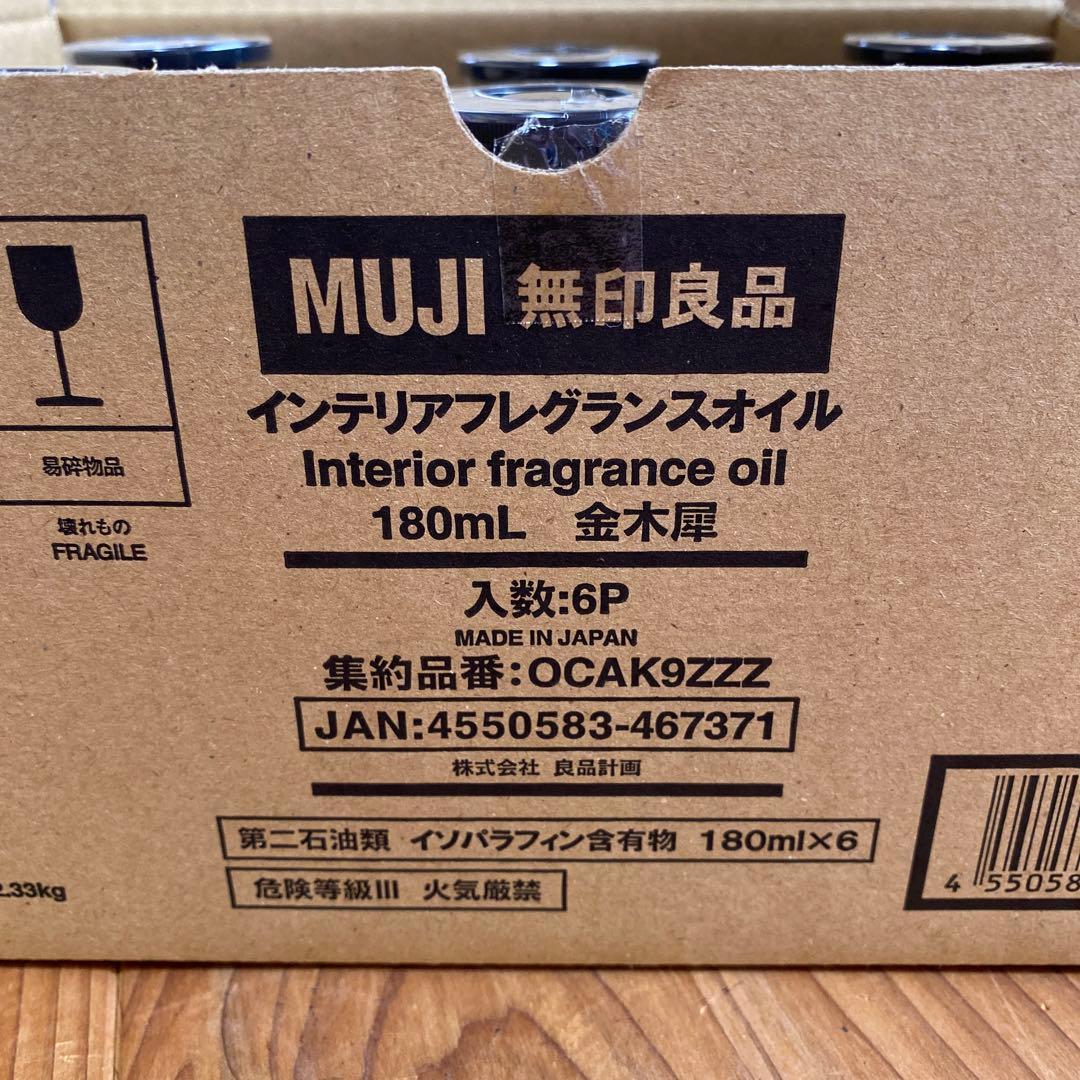 MUJI 無印良品
インテリアフレグランスオイル
Interior fragrance oil
180mL 金木犀
入数:6P
MADE IN JAPAN
集約品番:OCAK9ZZZ
JAN:4550583-467371
株式会社 良品計画
第二石油類 イソパラフィン含有物 180ml×6
危険等級III 火気厳禁
易碎物品
壊れもの
FRAGILE
2.33kg
4 55058